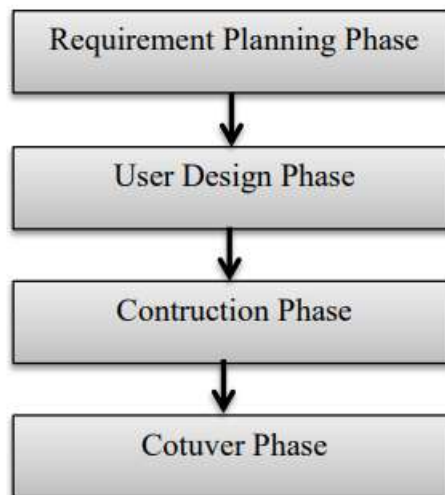 Requirement Planning Phase
User Design Phase
Contruction Phase
Cotuver Phase